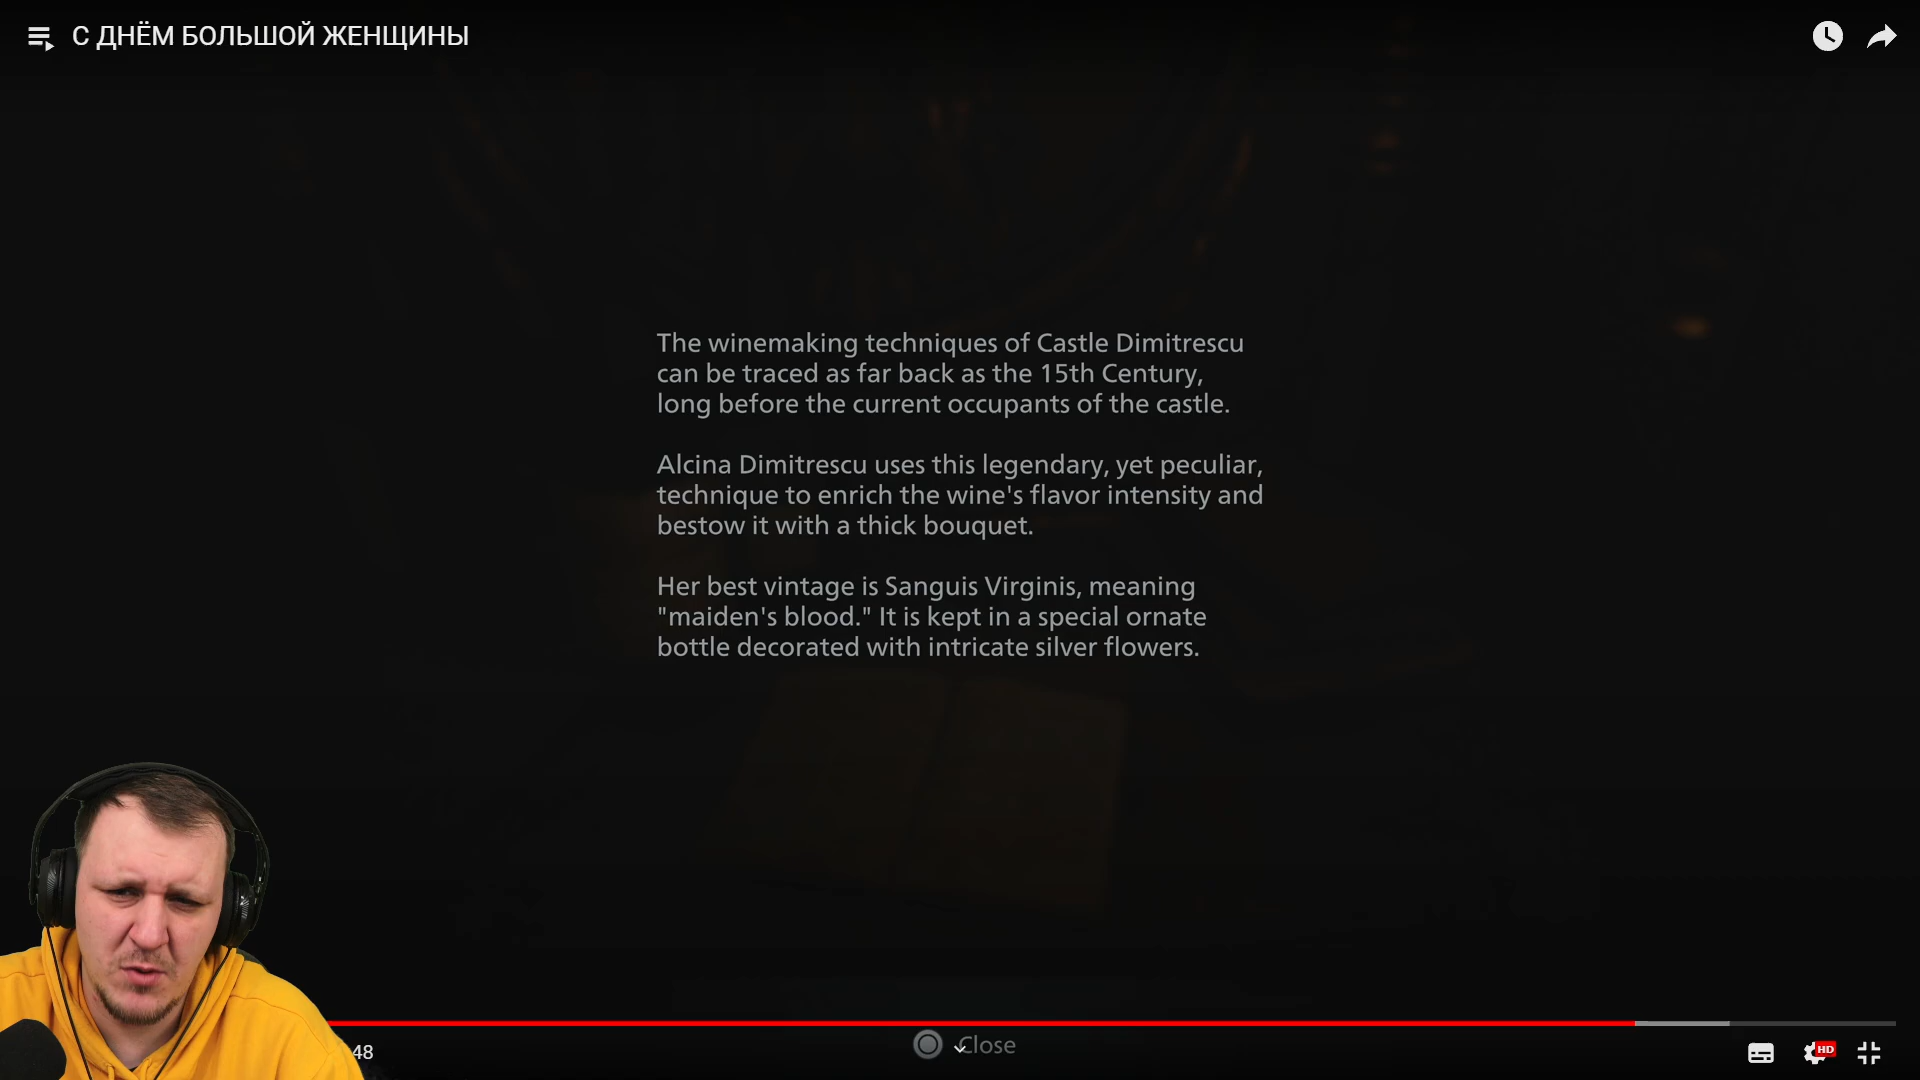 С ДНЁМ БОЛЬШОЙ ЖЕНЩИНЫ
The winemaking techniques of Castle Dimitrescu
can be traced as far back as the 15th Century,
long before the current occupants of the castle.
Alcina Dimitrescu uses this legendary, yet peculiar,
technique to enrich the wine's flavor intensity and
bestow it with a thick bouquet.
Her best vintage is Sanguis Virginis, meaning
"maiden's blood." It is kept in a special ornate
bottle decorated with intricate silver flowers.
48
Close
HD